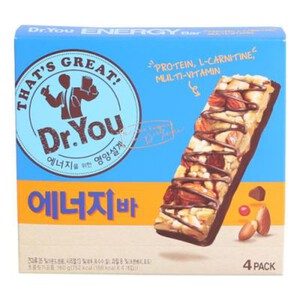 Dr.You ENERGY Bar
THAT'S GREAT!
PROTEIN, L-CARNITINE,
MULTI-VITAMIN
Dr.You
에너지를 위한 영양설계
에너지바
4 PACK